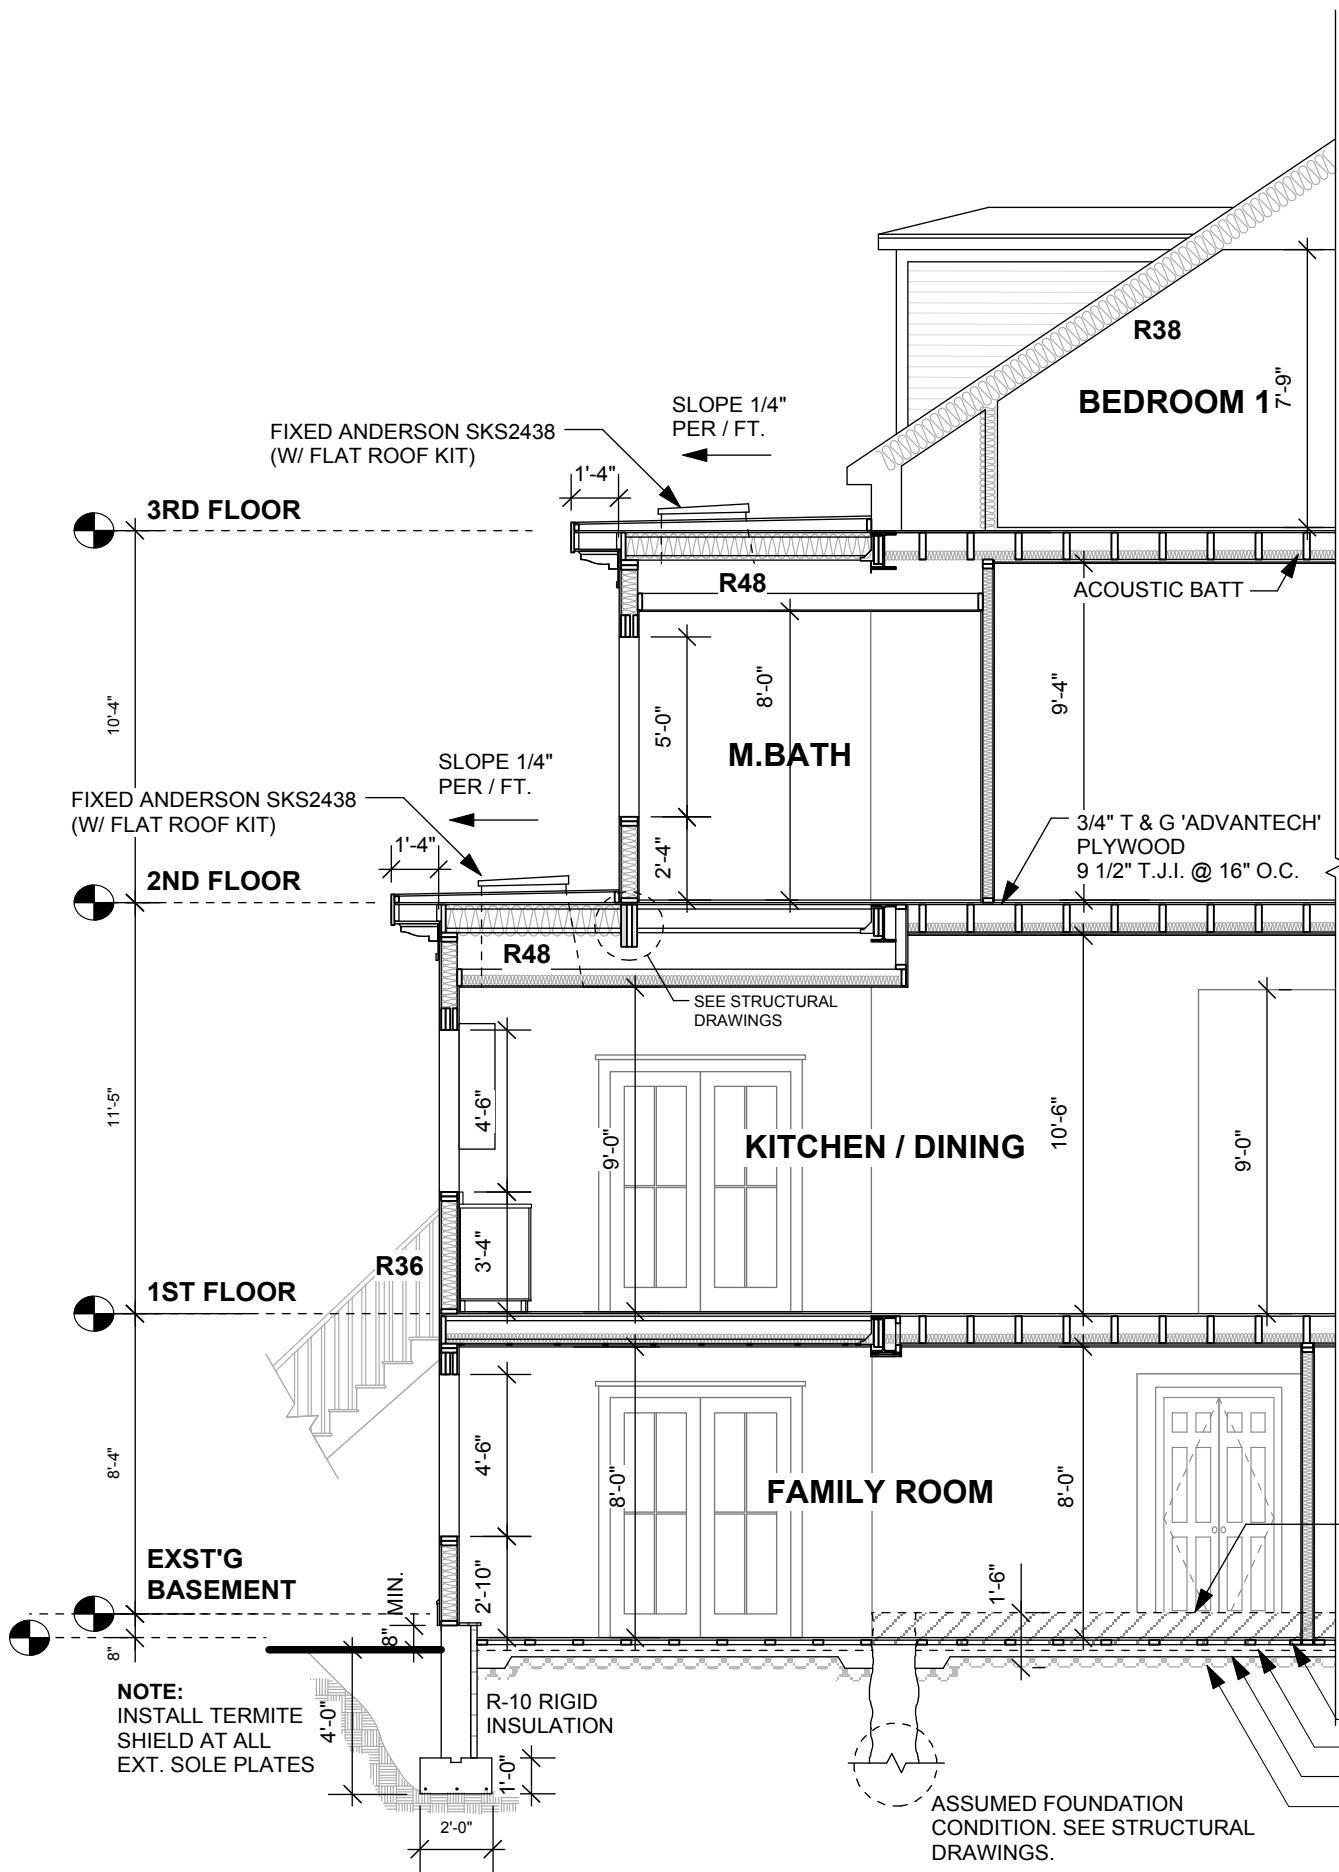 R38
BEDROOM 1
7'-9"
SLOPE 1/4"
PER / FT.
FIXED ANDERSON SKS2438
(W/ FLAT ROOF KIT)
1'-4"
3RD FLOOR
R48
ACOUSTIC BATT
10'-4"
5'-0"
8'-0"
9'-4"
M.BATH
SLOPE 1/4"
PER / FT.
FIXED ANDERSON SKS2438
(W/ FLAT ROOF KIT)
1'-4"
2'-4"
3/4" T & G 'ADVANTECH'
PLYWOOD
9 1/2" T.J.I. @ 16" O.C.
2ND FLOOR
R48
SEE STRUCTURAL
DRAWINGS
11'-5"
4'-6"
9'-0"
10'-6"
9'-0"
KITCHEN / DINING
3'-4"
R36
1ST FLOOR
8'-4"
4'-6"
8'-0"
8'-0"
FAMILY ROOM
EXST'G
BASEMENT
8" MIN.
2'-10"
1'-6"
8"
NOTE:
INSTALL TERMITE
SHIELD AT ALL
EXT. SOLE PLATES
4'-0"
R-10 RIGID
INSULATION
1'-0"
2'-0"
ASSUMED FOUNDATION
CONDITION. SEE STRUCTURAL
DRAWINGS.